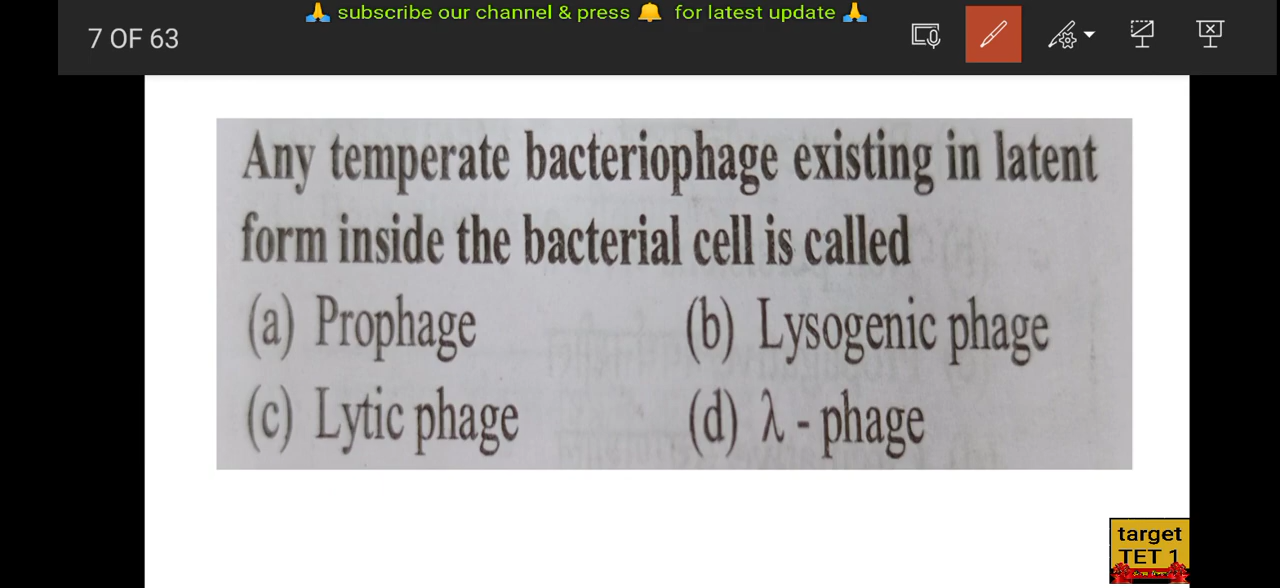 🙏 subscribe our channel & press 🔔 for latest update 🙏
7 OF 63
Any temperate bacteriophage existing in latent
form inside the bacterial cell is called
(a) Prophage (b) Lysogenic phage
(c) Lytic phage (d) λ - phage
target
TET 1